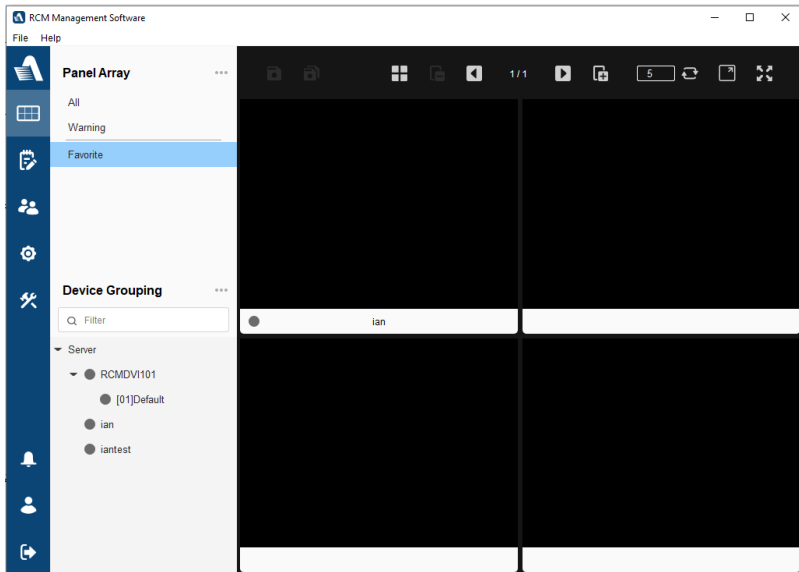 RCM Management Software
File Help
Panel Array
All
Warning
Favorite
1/1
5
Device Grouping
Filter
Server
RCMDVI101
[01]Default
ian
iantest
ian